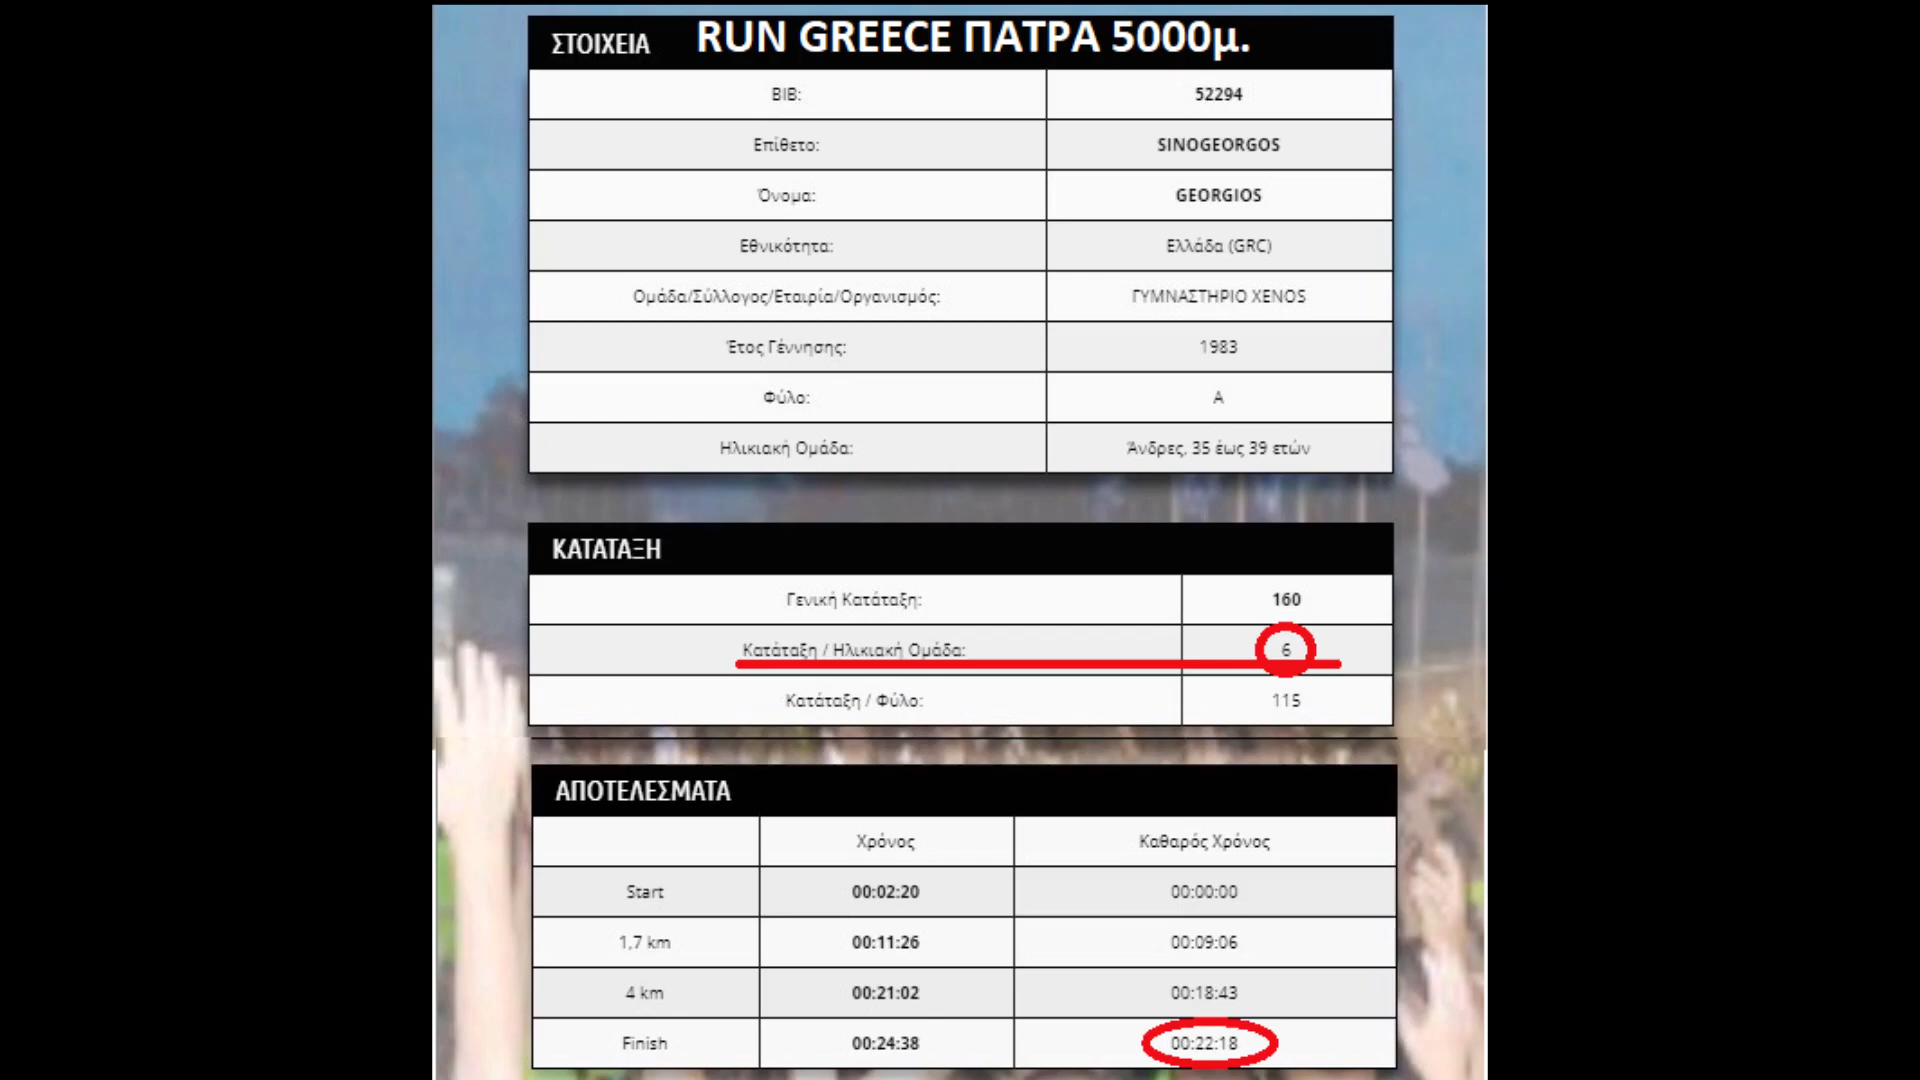 ΣΤΟΙΧΕΙΑ RUN GREECE ΠΑΤΡΑ 5000μ.
BIB: 52294
Επίθετο: SINOGEORGOS
Όνομα: GEORGIOS
Εθνικότητα: Ελλάδα (GRC)
Ομάδα/Σύλλογος/Εταιρία/Οργανισμός: ΓΥΜΝΑΣΤΗΡΙΟ XENOS
Έτος Γέννησης: 1983
Φύλο: Α
Ηλικιακή Ομάδα: Άνδρες, 35 έως 39 ετών
ΚΑΤΑΤΑΞΗ
Γενική Κατάταξη: 160
Κατάταξη / Ηλικιακή Ομάδα: 6
Κατάταξη / Φύλο: 115
ΑΠΟΤΕΛΕΣΜΑΤΑ
Χρόνος Καθαρός Χρόνος
Start 00:02:20 00:00:00
1,7 km 00:11:26 00:09:06
4 km 00:21:02 00:18:43
Finish 00:24:38 00:22:18